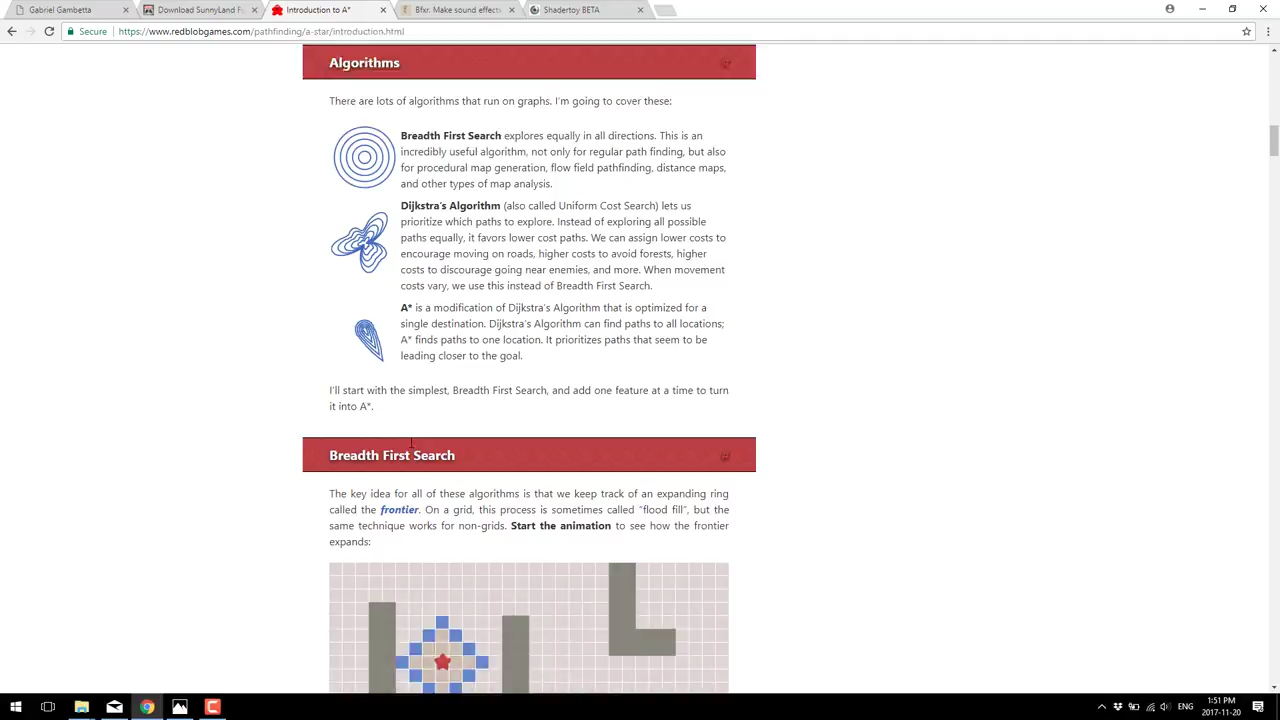 Gabriel Gambetta
Download SunnyLand F
Introduction to A*
Bfxr. Make sound effects
Shadertoy BETA
Secure
https://www.redblobgames.com/pathfinding/a-star/introduction.html
Algorithms
#
There are lots of algorithms that run on graphs. I'm going to cover these:
Breadth First Search explores equally in all directions. This is an
incredibly useful algorithm, not only for regular path finding, but also
for procedural map generation, flow field pathfinding, distance maps,
and other types of map analysis.
Dijkstra's Algorithm (also called Uniform Cost Search) lets us
prioritize which paths to explore. Instead of exploring all possible
paths equally, it favors lower cost paths. We can assign lower costs to
encourage moving on roads, higher costs to avoid forests, higher
costs to discourage going near enemies, and more. When movement
costs vary, we use this instead of Breadth First Search.
A* is a modification of Dijkstra's Algorithm that is optimized for a
single destination. Dijkstra's Algorithm can find paths to all locations;
A* finds paths to one location. It prioritizes paths that seem to be
leading closer to the goal.
I'll start with the simplest, Breadth First Search, and add one feature at a time to turn
it into A*.
Breadth First Search
#
The key idea for all of these algorithms is that we keep track of an expanding ring
called the frontier. On a grid, this process is sometimes called "flood fill", but the
same technique works for non-grids. Start the animation to see how the frontier
expands:
ENG
1:51 PM
2017-11-20